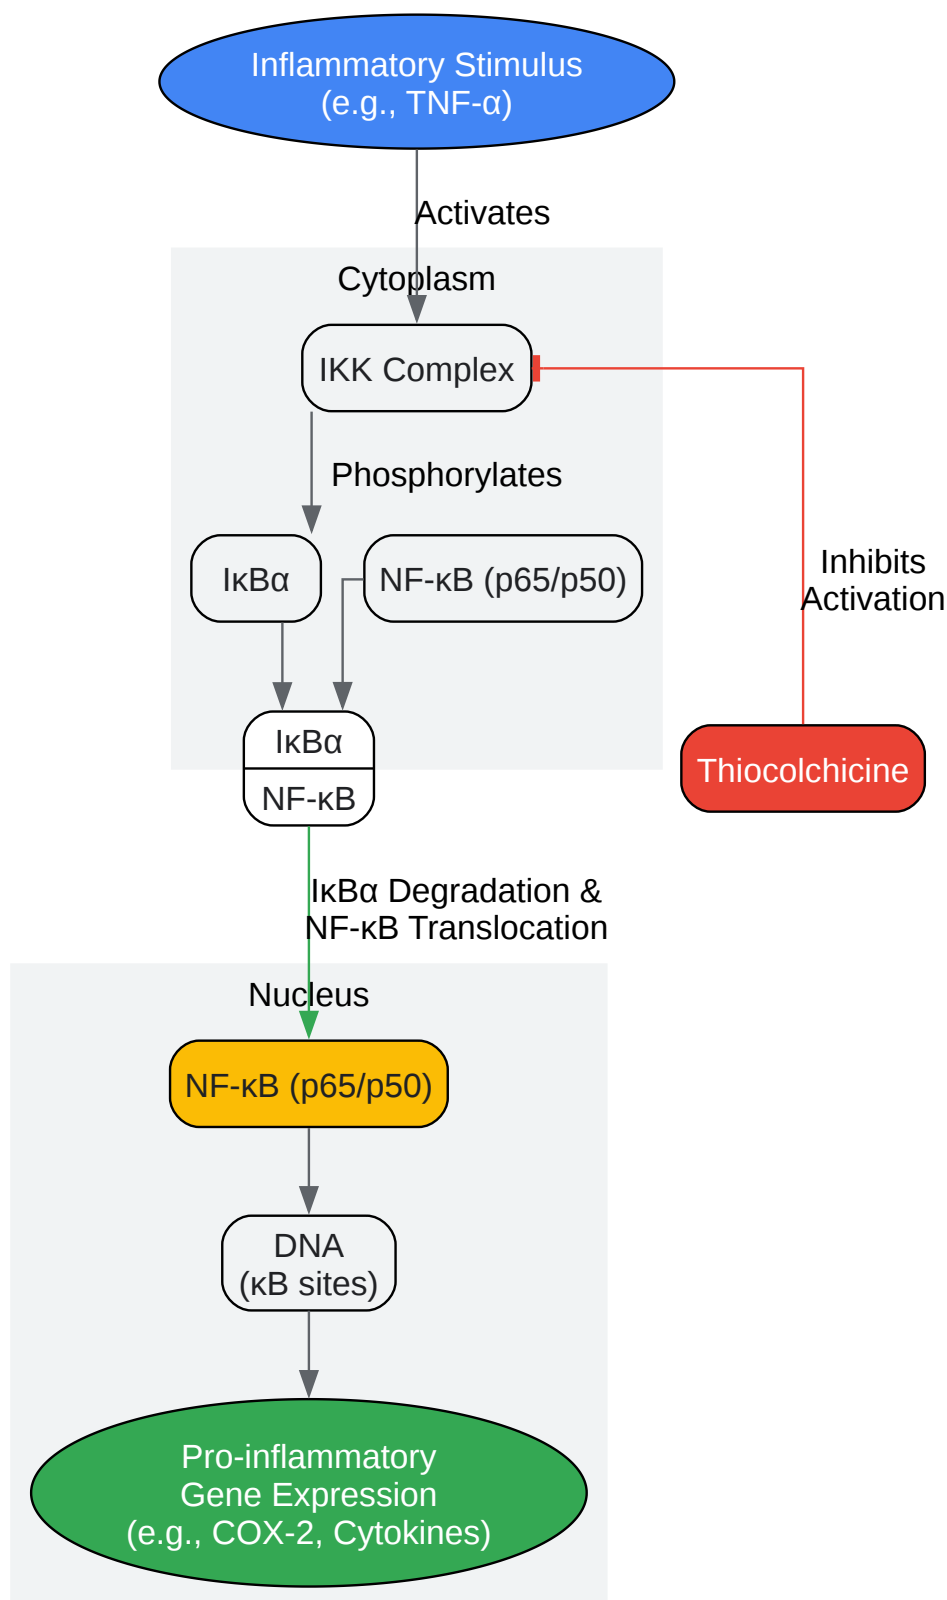 Inflammatory Stimulus
(e.g., TNF-α)
Activates
Cytoplasm
IKK Complex
Phosphorylates
IκBα
NF-κB (p65/p50)
Inhibits
Activation
IκBα
NF-κB
Thiocolchicine
IκBα Degradation &
NF-κB Translocation
Nucleus
NF-κB (p65/p50)
DNA
(κB sites)
Pro-inflammatory
Gene Expression
(e.g., COX-2, Cytokines)